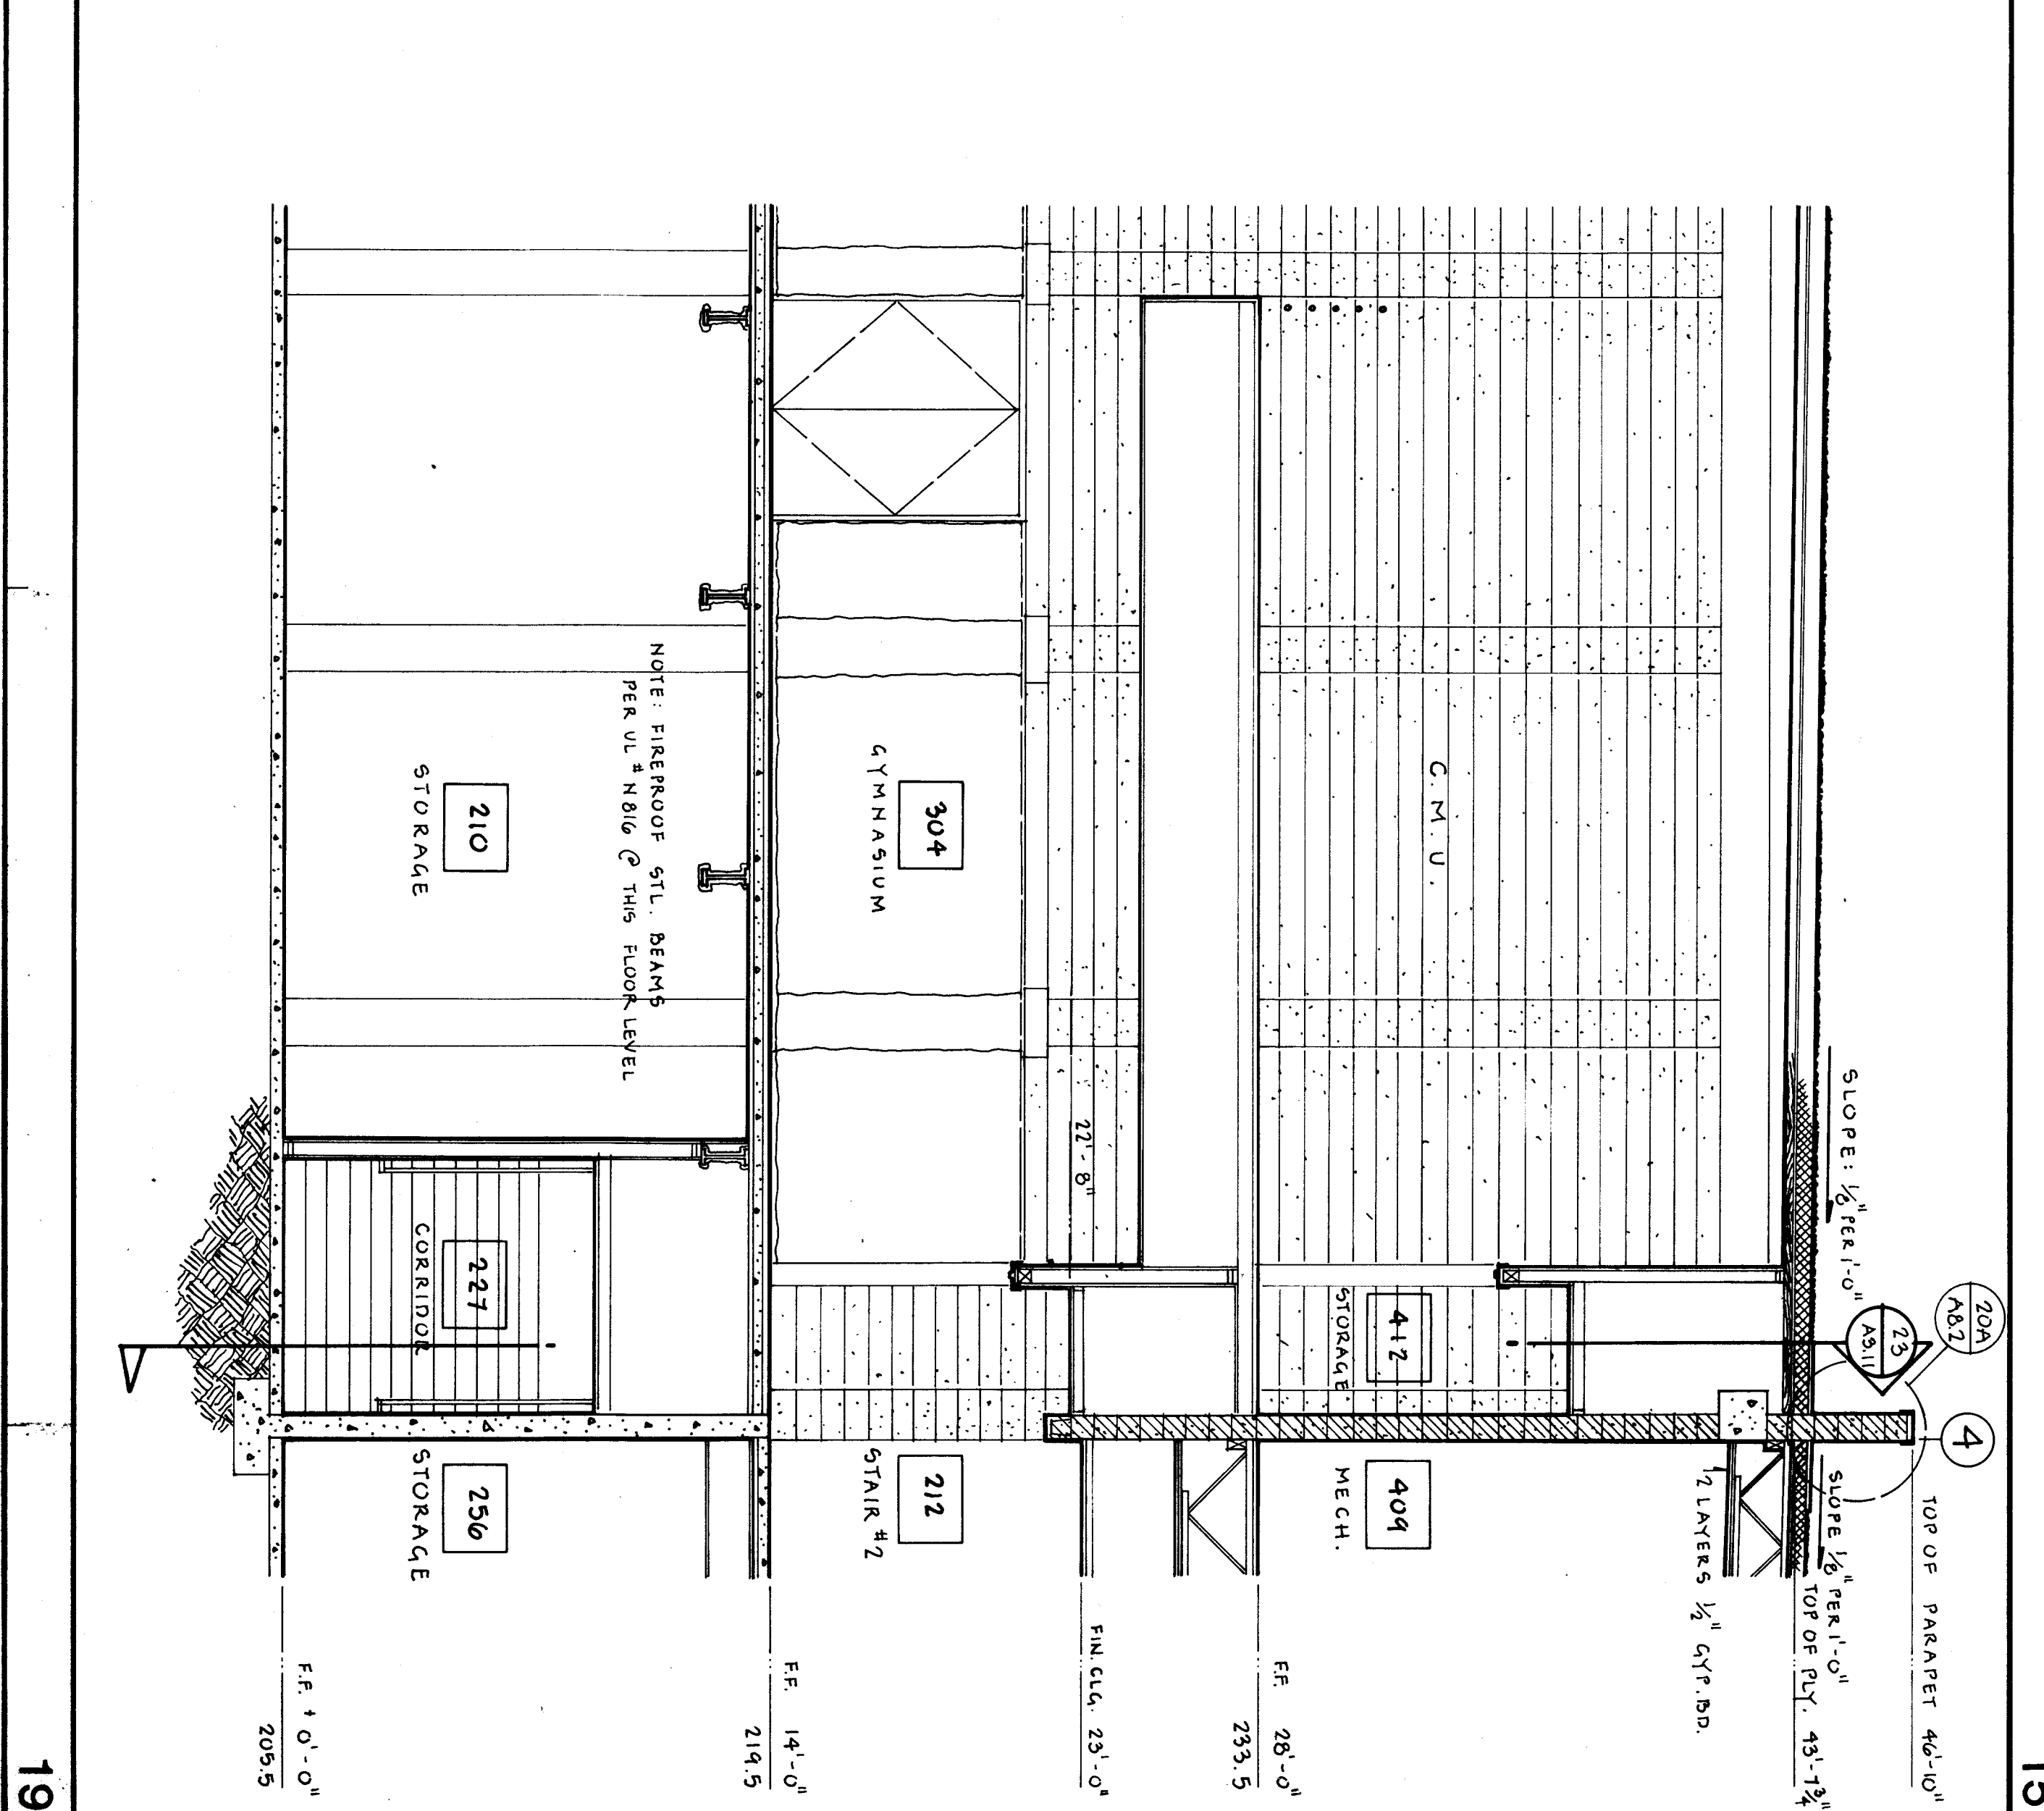 15
20A
A8.2
4
23
A3.11
TOP OF PARAPET 46'-10"
SLOPE: 1/8" PER 1'-0"
SLOPE 1/8" PER 1'-0"
TOP OF PLY. 43'-7 3/4"
2 LAYERS 1/2" GYP. BD.
C.M.U.
412
STORAGE
409
MECH.
F.F. 28'-0"
233.5
22'-8"
FIN. CLG. 23'-0"
304
GYMNASIUM
212
STAIR #2
F.F. 14'-0"
219.5
NOTE: FIREPROOF STL. BEAMS
PER UL # N816 @ THIS FLOOR LEVEL
210
STORAGE
227
CORRIDOR
256
STORAGE
F.F. + 0'-0"
205.5
19